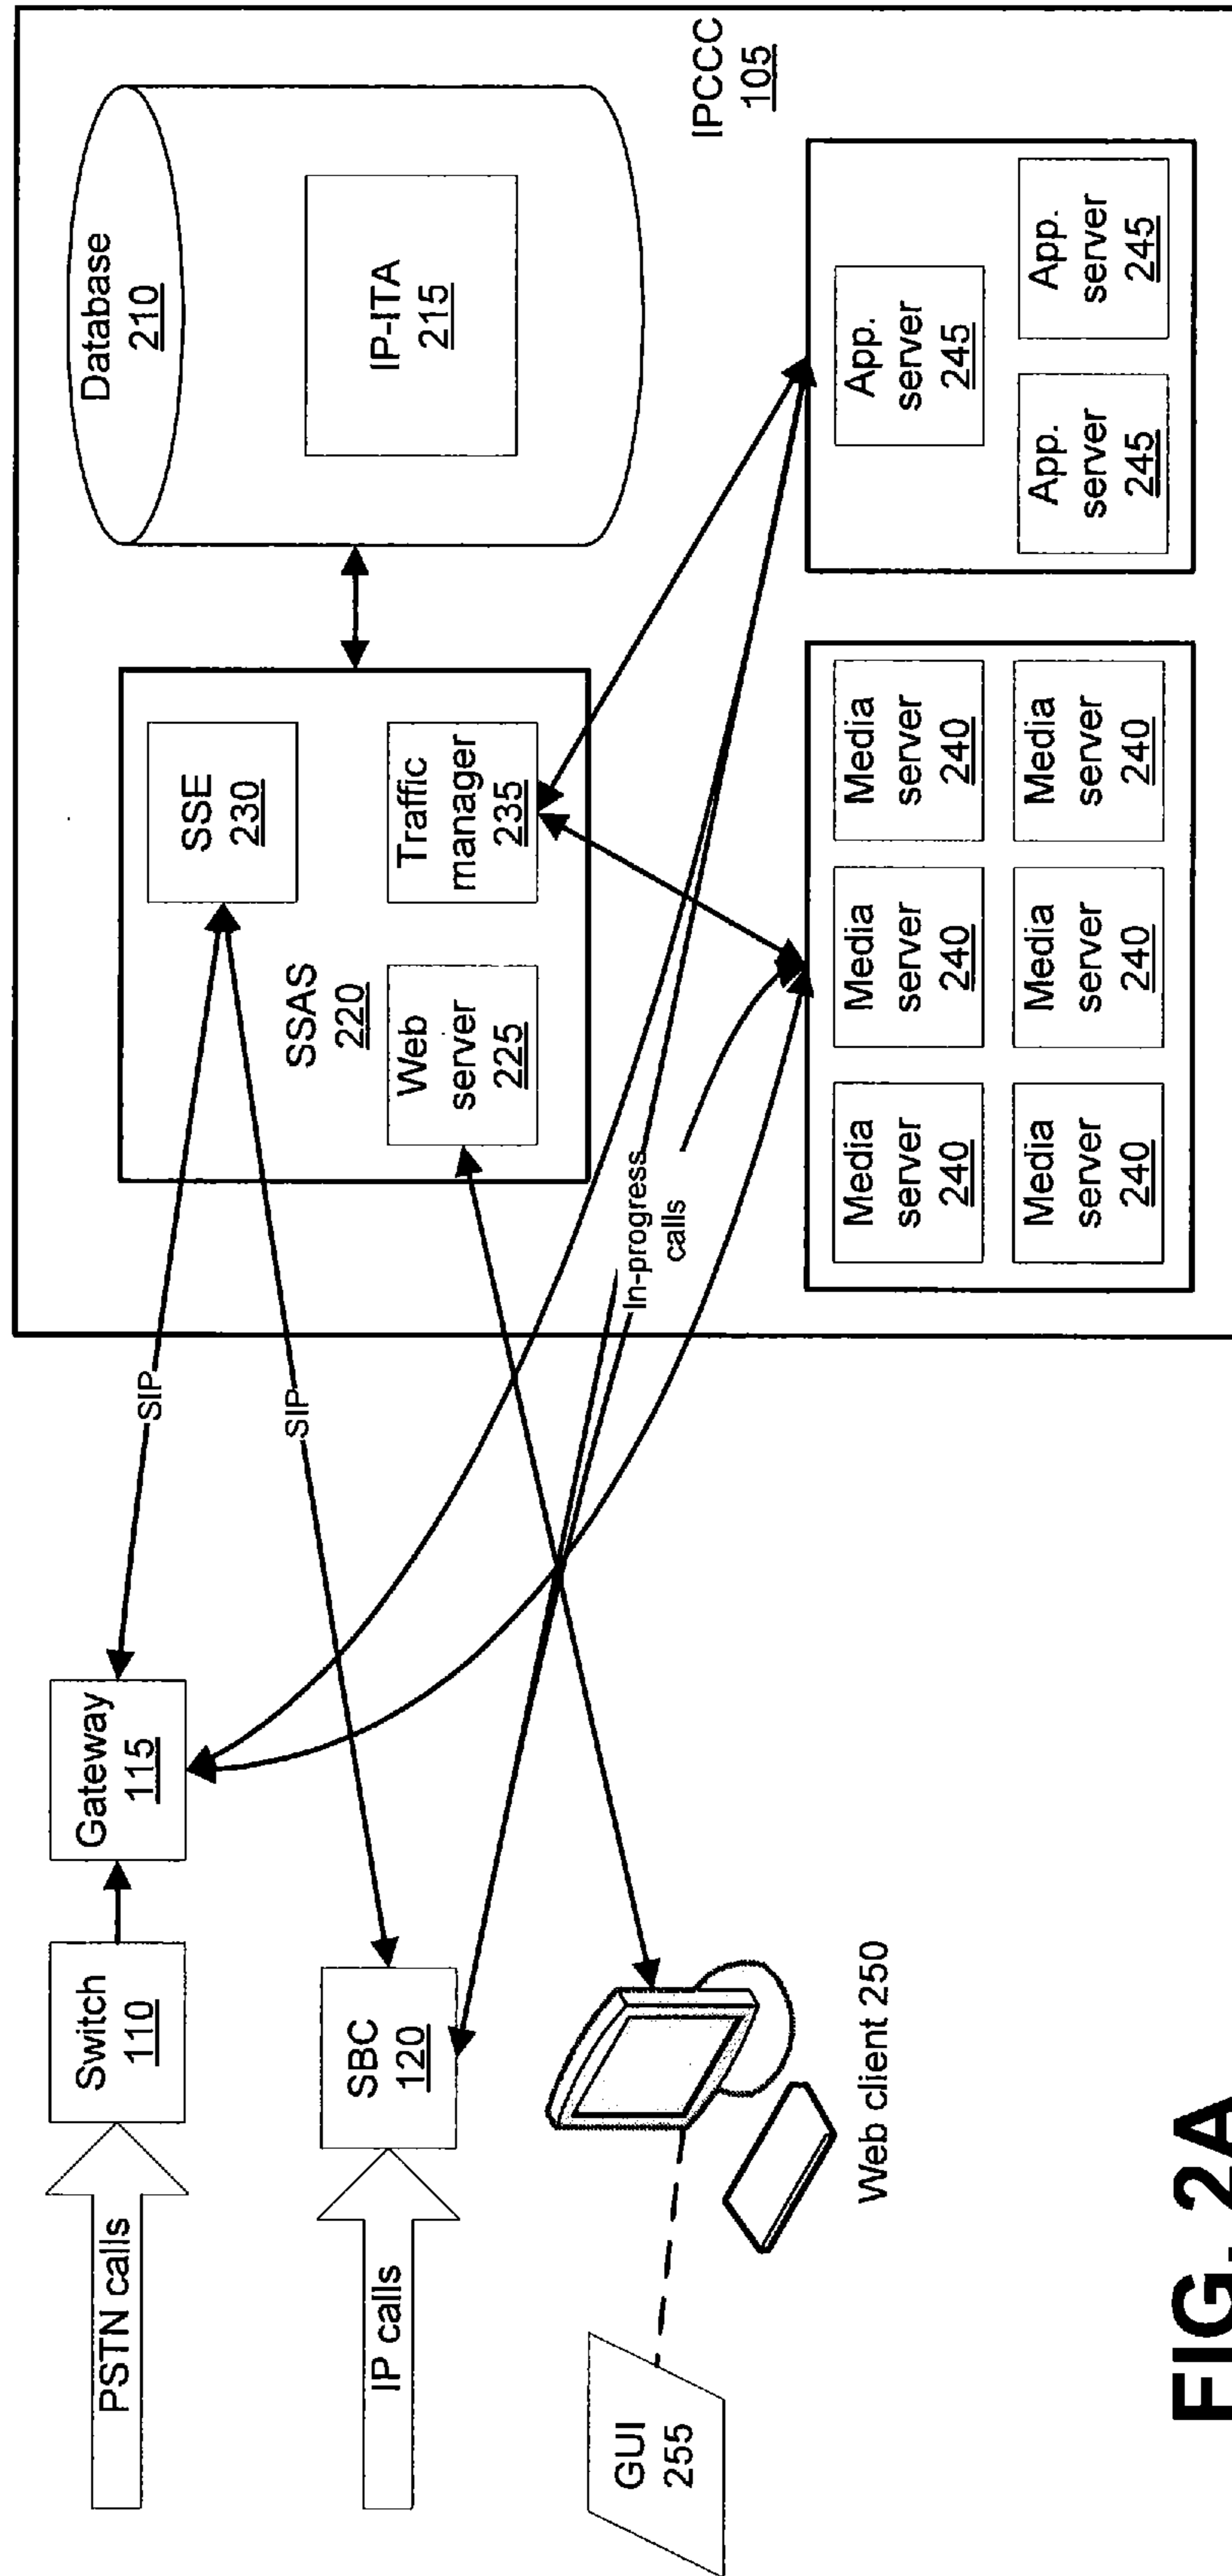 PSTN calls
Switch
110
Gateway
115
SIP
SIP
IP calls
SBC
120
GUI
255
Web client 250
In-progress
calls
SSAS
220
SSE
230
Web
server
225
Traffic
manager
235
Database
210
IP-ITA
215
IPCCC
105
Media
server
240
Media
server
240
Media
server
240
Media
server
240
Media
server
240
Media
server
240
App.
server
245
App.
server
245
App.
server
245
FIG. 2A